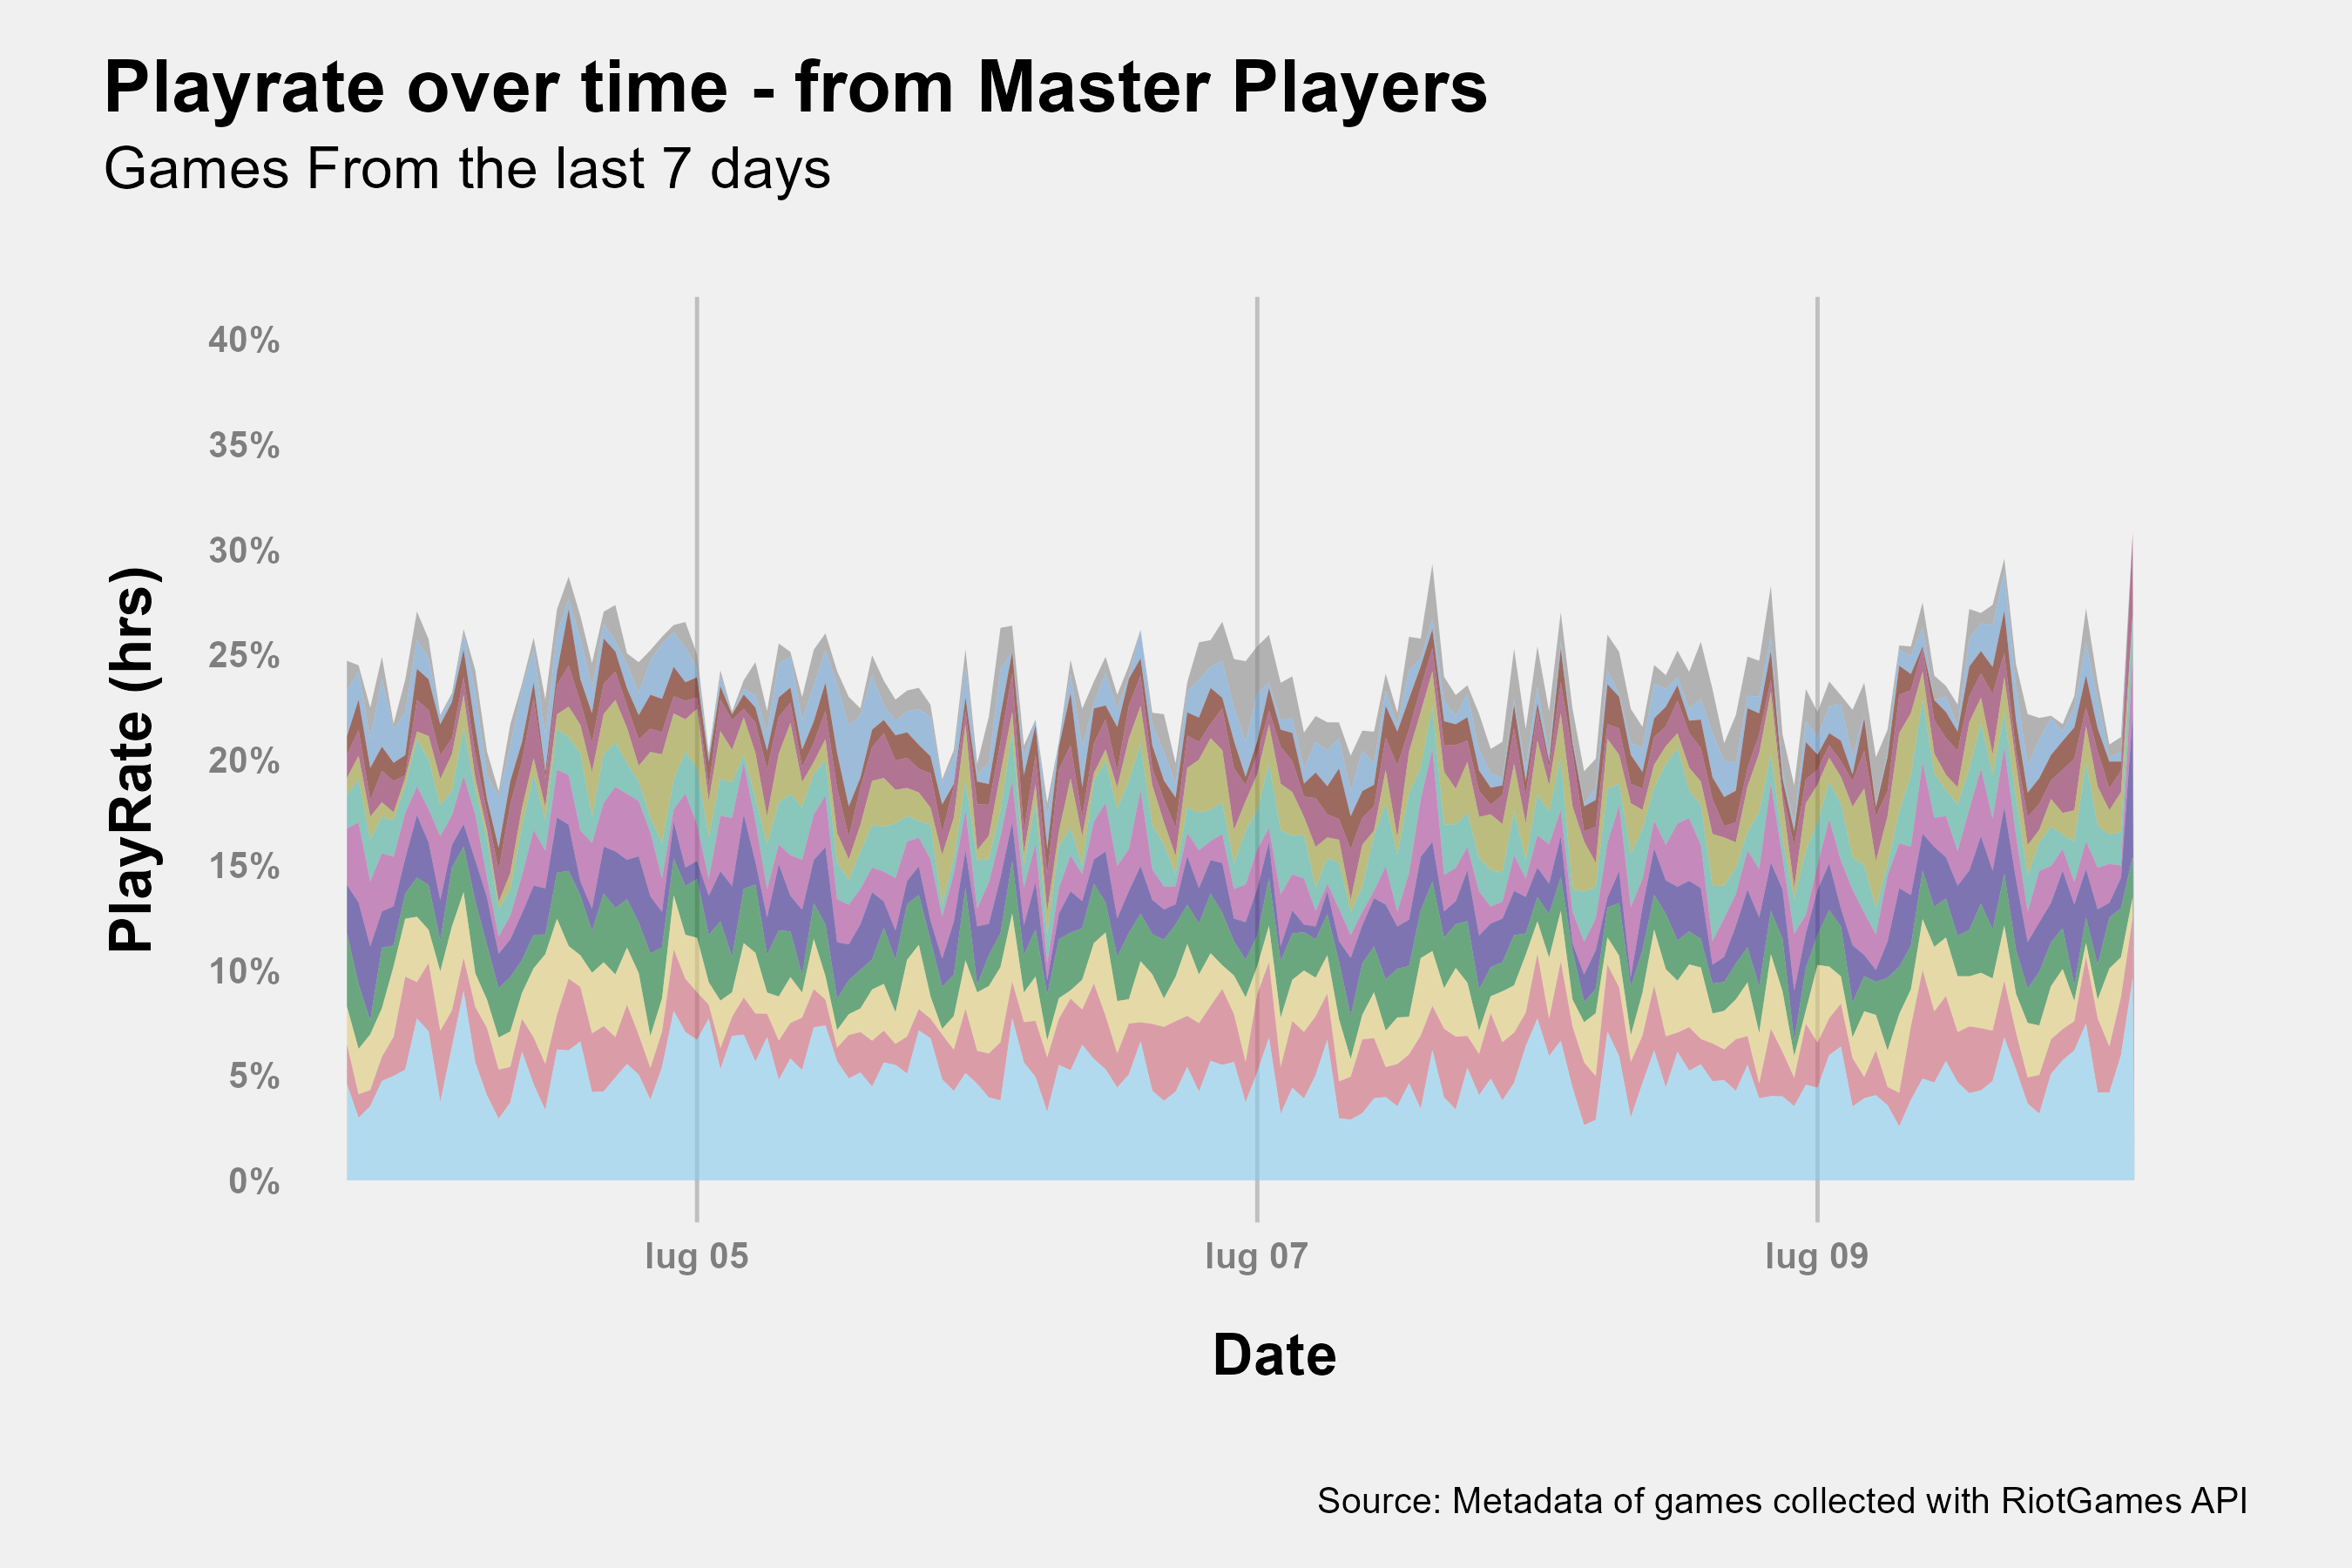 Playrate over time - from Master Players
Games From the last 7 days
40%
35%
30%
25%
20%
15%
10%
5%
0%
PlayRate (hrs)
lug 05
lug 07
lug 09
Date
Source: Metadata of games collected with RiotGames API